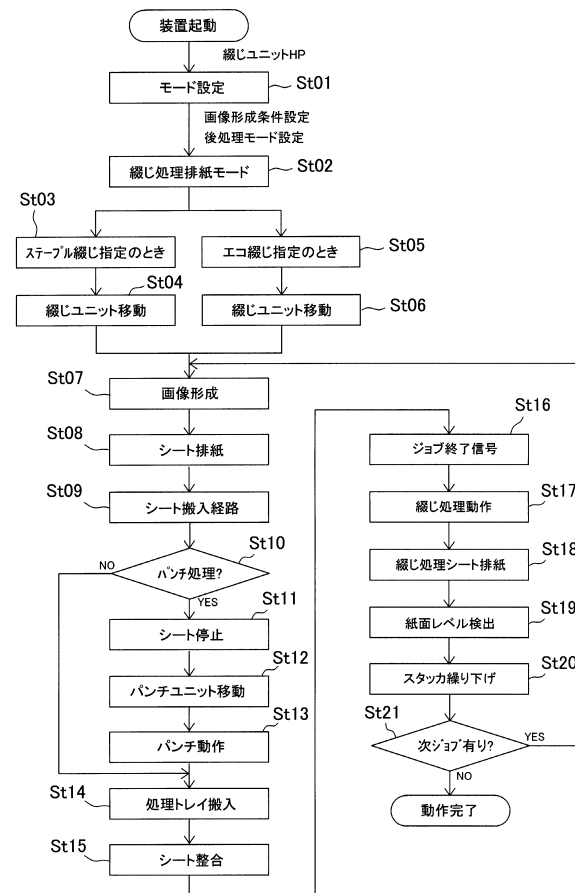 装置起動
綴じユニットHP
モード設定
St01
画像形成条件設定
後処理モード設定
綴じ処理排紙モード
St02
St03
ステープル綴じ指定のとき
エコ綴じ指定のとき
St05
St04
綴じユニット移動
綴じユニット移動
St06
St07
画像形成
St08
シート排紙
St09
シート搬入経路
St10
パンチ処理?
NO
YES
St11
シート停止
St12
パンチユニット移動
St13
パンチ動作
St14
処理トレイ搬入
St15
シート整合
St16
ジョブ終了信号
St17
綴じ処理動作
St18
綴じ処理シート排紙
St19
紙面レベル検出
St20
スタッカ繰り下げ
St21
次ジョブ有り?
YES
NO
動作完了